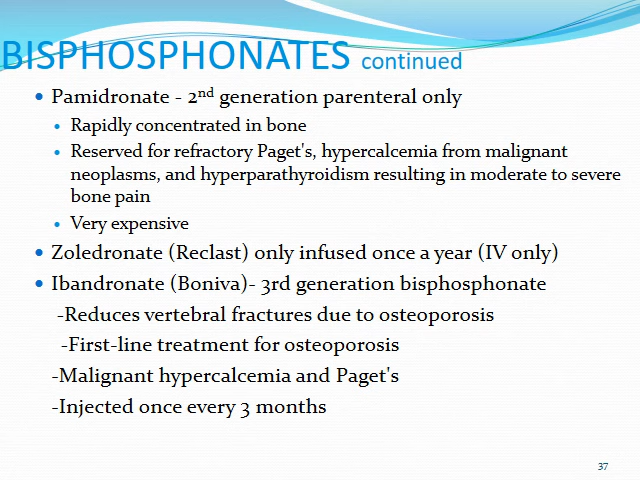 BISPHOSPHONATES continued
• Pamidronate - 2nd generation parenteral only
• Rapidly concentrated in bone
• Reserved for refractory Paget's, hypercalcemia from malignant
neoplasms, and hyperparathyroidism resulting in moderate to severe
bone pain
• Very expensive
• Zoledronate (Reclast) only infused once a year (IV only)
• Ibandronate (Boniva)- 3rd generation bisphosphonate
-Reduces vertebral fractures due to osteoporosis
-First-line treatment for osteoporosis
-Malignant hypercalcemia and Paget's
-Injected once every 3 months
37